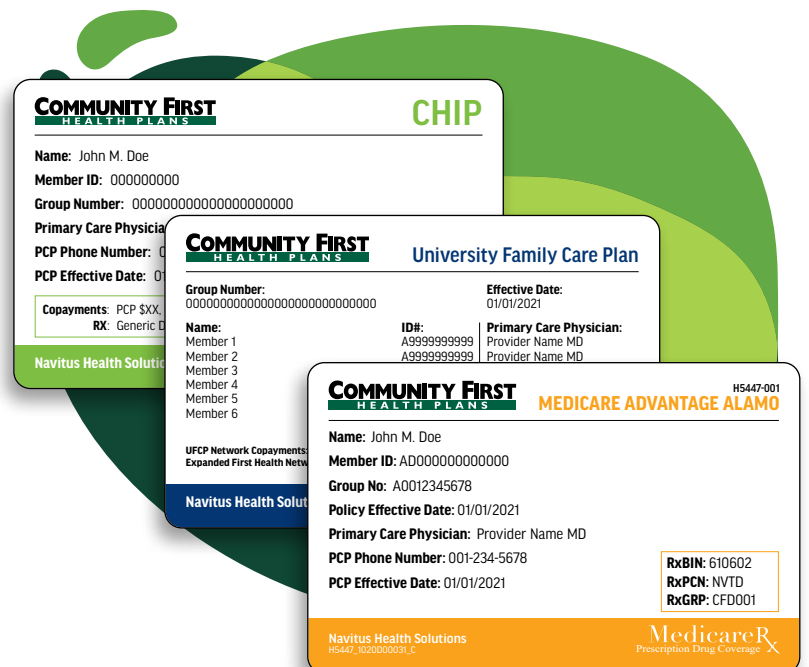 COMMUNITY FIRST
HEALTH PLANS
CHIP
Name: John M. Doe
Member ID: 000000000
Group Number: 000000000000000000000000
Primary Care
PCP Phone Number:
PCP Effective Date:
Copayments: PCP $XX,
RX: Generic
Navitus Health
COMMUNITY FIRST
HEALTH PLANS
University Family Care Plan
Group Number:
0000000000000000000000000000
Effective Date:
01/01/2021
Name: ID#: Primary Care Physician:
Member 1 A9999999999 Provider Name MD
Member 2 A9999999999 Provider Name MD
Member 3
Member 4
Member 5
Member 6
UFCP Network Copayments:
Expanded First Health
Navitus Health
COMMUNITY FIRST
HEALTH PLANS
H5447-001
MEDICARE ADVANTAGE ALAMO
Name: John M. Doe
Member ID: AD000000000000
Group No: A0012345678
Policy Effective Date: 01/01/2021
Primary Care Physician: Provider Name MD
PCP Phone Number: 001-234-5678
PCP Effective Date: 01/01/2021
RxBIN: 610602
RxPCN: NVTD
RxGRP: CFD001
Navitus Health Solutions
H5447_1020D00031_C
MedicareRx
Prescription Drug Coverage